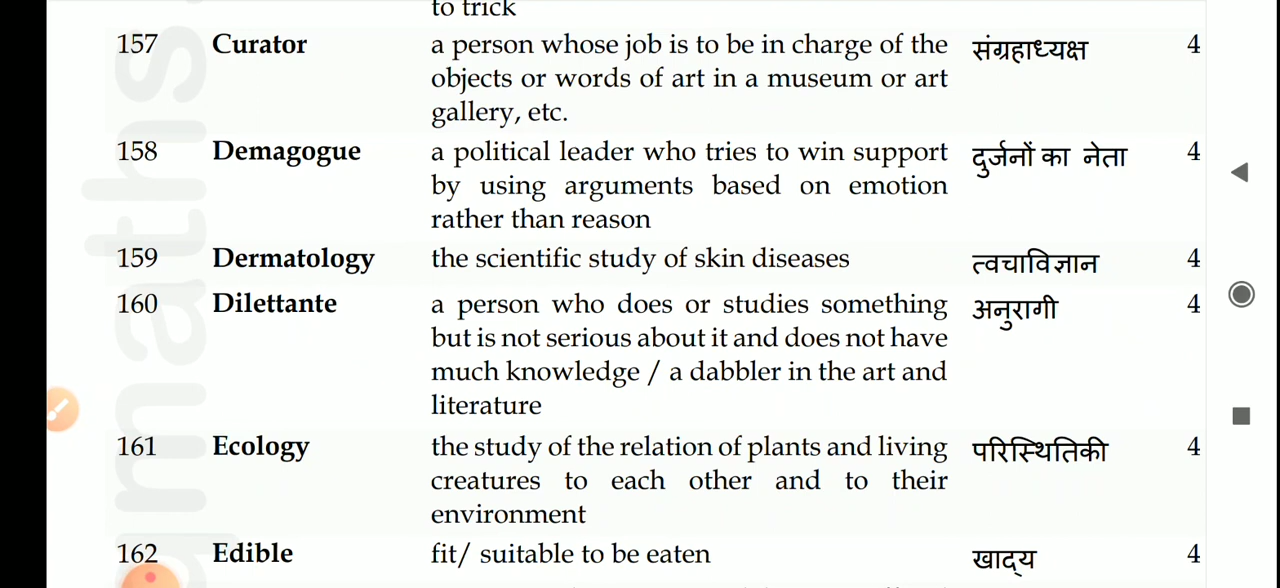 to trick
157 Curator a person whose job is to be in charge of the संग्रहाध्यक्ष 4
objects or words of art in a museum or art
gallery, etc.
158 Demagogue a political leader who tries to win support दुर्जनों का नेता 4
by using arguments based on emotion
rather than reason
159 Dermatology the scientific study of skin diseases त्वचाविज्ञान 4
160 Dilettante a person who does or studies something अनुरागी 4
but is not serious about it and does not have
much knowledge / a dabbler in the art and
literature
161 Ecology the study of the relation of plants and living परिस्थितिकी 4
creatures to each other and to their
environment
162 Edible fit/ suitable to be eaten खाद्य 4
maths